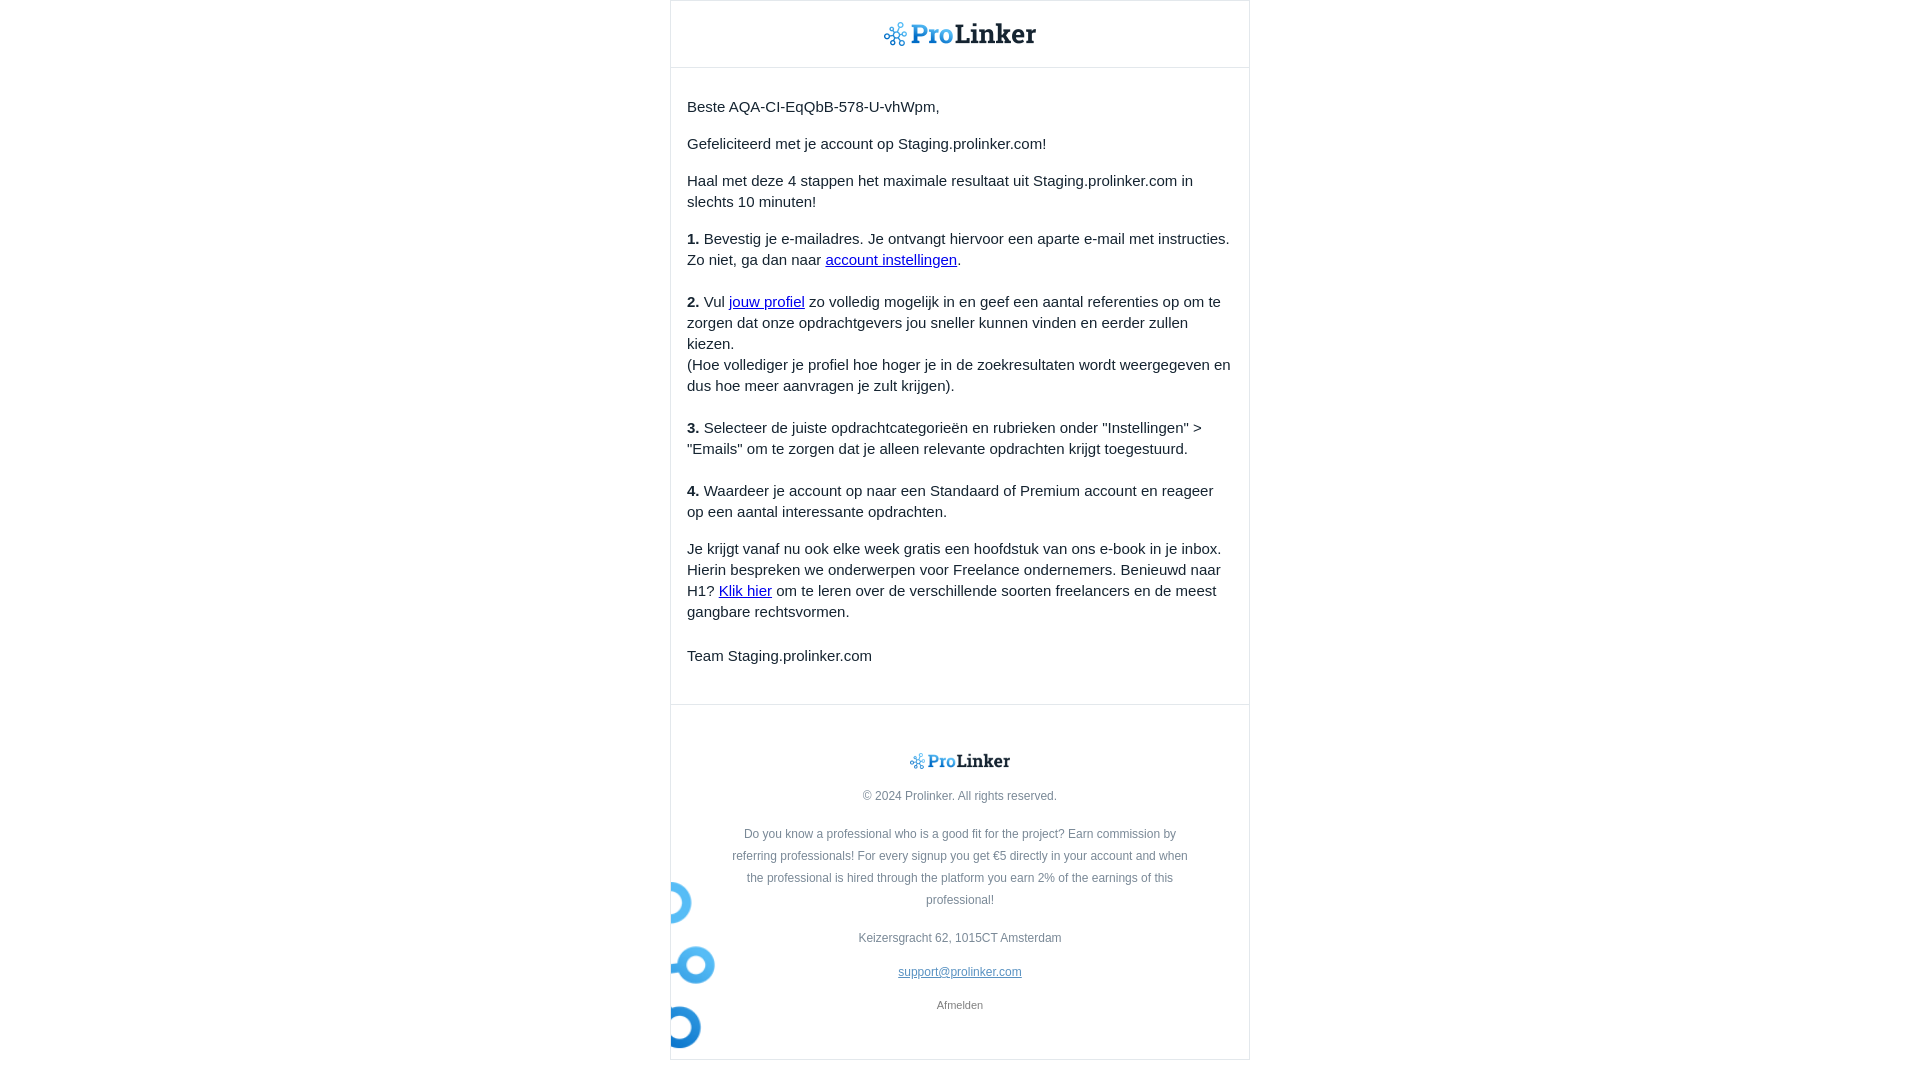 ProLinker
Beste AQA-CI-EqQbB-578-U-vhWpm,
Gefeliciteerd met je account op Staging.prolinker.com!
Haal met deze 4 stappen het maximale resultaat uit Staging.prolinker.com in
slechts 10 minuten!
1. Bevestig je e-mailadres. Je ontvangt hiervoor een aparte e-mail met instructies.
Zo niet, ga dan naar account instellingen.
2. Vul jouw profiel zo volledig mogelijk in en geef een aantal referenties op om te
zorgen dat onze opdrachtgevers jou sneller kunnen vinden en eerder zullen
kiezen.
(Hoe vollediger je profiel hoe hoger je in de zoekresultaten wordt weergegeven en
dus hoe meer aanvragen je zult krijgen).
3. Selecteer de juiste opdrachtcategorieën en rubrieken onder "Instellingen" >
"Emails" om te zorgen dat je alleen relevante opdrachten krijgt toegestuurd.
4. Waardeer je account op naar een Standaard of Premium account en reageer
op een aantal interessante opdrachten.
Je krijgt vanaf nu ook elke week gratis een hoofdstuk van ons e-book in je inbox.
Hierin bespreken we onderwerpen voor Freelance ondernemers. Benieuwd naar
H1? Klik hier om te leren over de verschillende soorten freelancers en de meest
gangbare rechtsvormen.
Team Staging.prolinker.com
ProLinker
© 2024 Prolinker. All rights reserved.
Do you know a professional who is a good fit for the project? Earn commission by
referring professionals! For every signup you get €5 directly in your account and when
the professional is hired through the platform you earn 2% of the earnings of this
professional!
Keizersgracht 62, 1015CT Amsterdam
support@prolinker.com
Afmelden